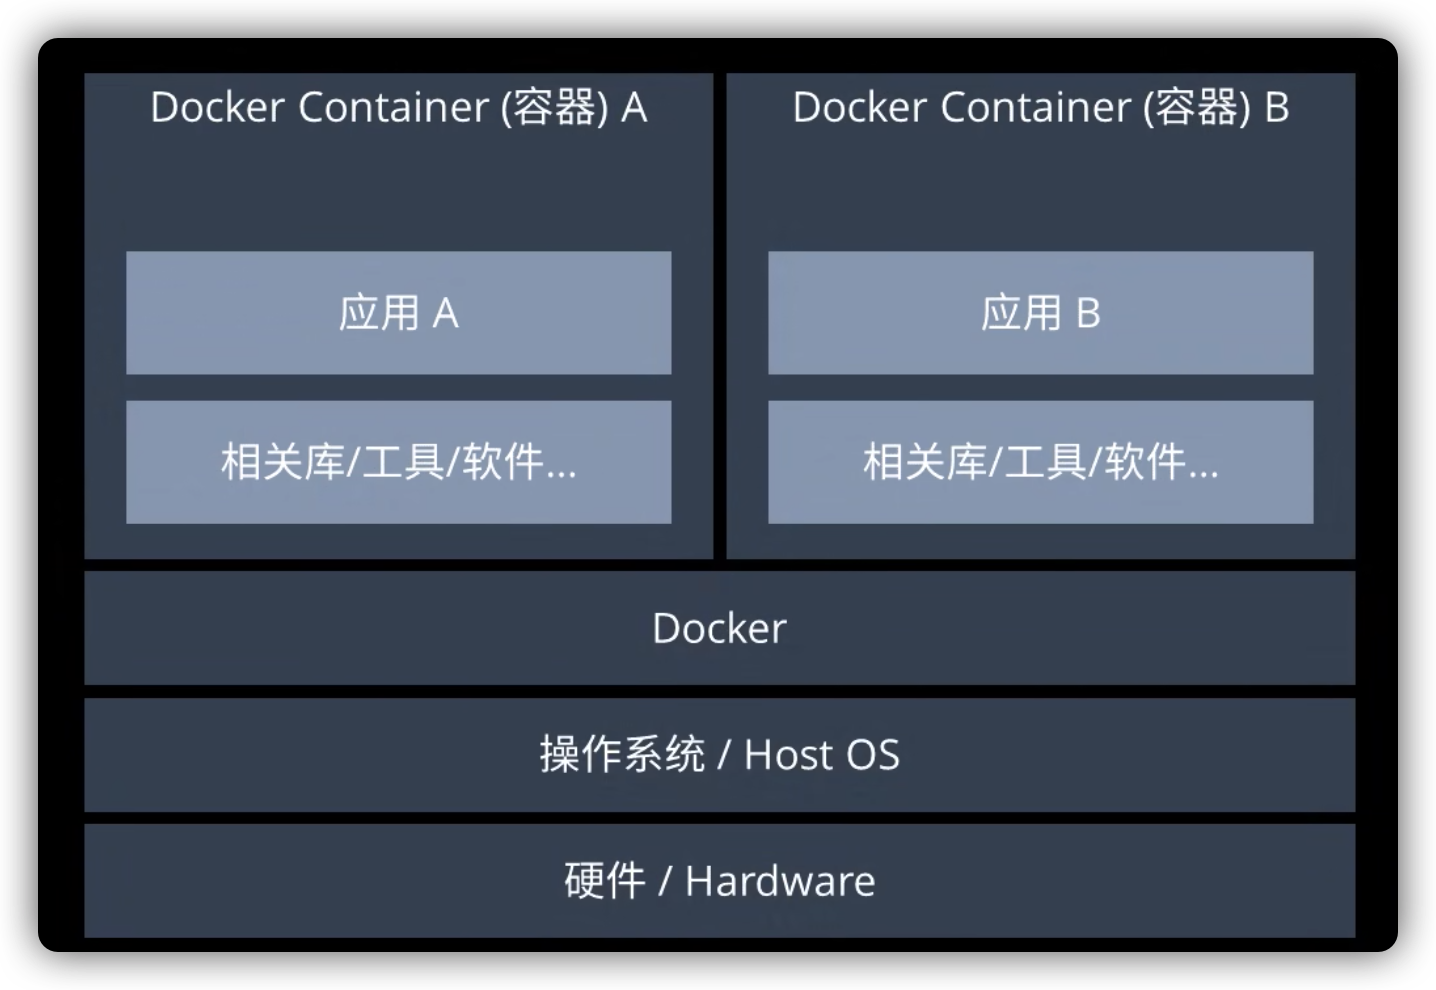 Docker Container (容器) A
Docker Container (容器) B
应用 A
应用 B
相关库/工具/软件...
相关库/工具/软件...
Docker
操作系统 / Host OS
硬件 / Hardware